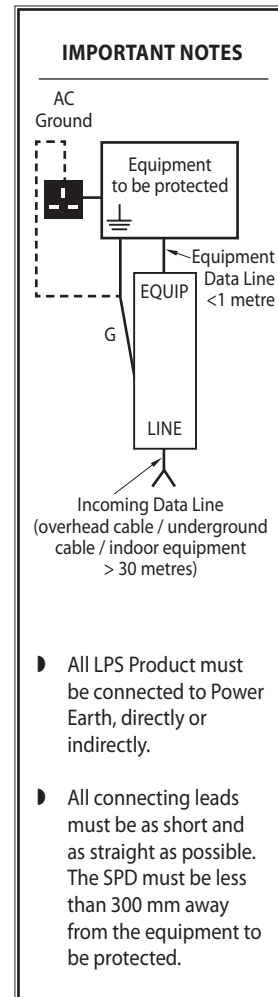 IMPORTANT NOTES
AC
Ground
Equipment
to be protected
Equipment
Data Line
<1 metre
EQUIP
G
LINE
Incoming Data Line
(overhead cable / underground
cable / indoor equipment
> 30 metres)
All LPS Product must
be connected to Power
Earth, directly or
indirectly.
All connecting leads
must be as short and
as straight as possible.
The SPD must be less
than 300 mm away
from the equipment to
be protected.